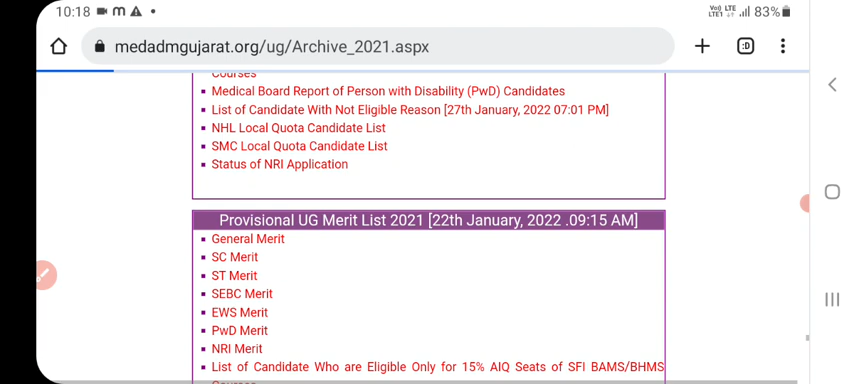 10:18 83%
medadmgujarat.org/ug/Archive_2021.aspx
Courses
Medical Board Report of Person with Disability (PwD) Candidates
List of Candidate With Not Eligible Reason [27th January, 2022 07:01 PM]
NHL Local Quota Candidate List
SMC Local Quota Candidate List
Status of NRI Application
Provisional UG Merit List 2021 [22th January, 2022 .09:15 AM]
General Merit
SC Merit
ST Merit
SEBC Merit
EWS Merit
PwD Merit
NRI Merit
List of Candidate Who are Eligible Only for 15% AIQ Seats of SFI BAMS/BHMS
Courses